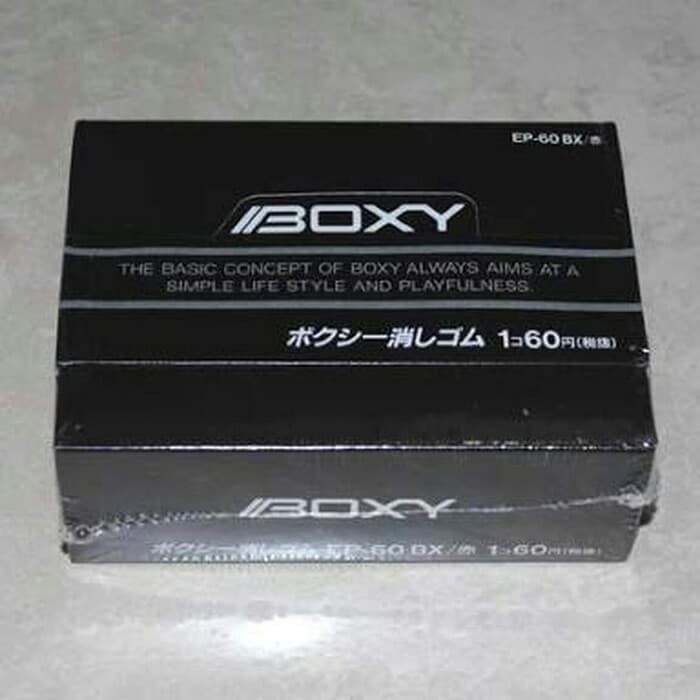 EP-60 BX/赤
BOXY
THE BASIC CONCEPT OF BOXY ALWAYS AIMS AT A
SIMPLE LIFE STYLE AND PLAYFULNESS.
ボクシー消しゴム 1コ60円(税抜)
BOXY
ボクシー消しゴム EP-60 BX/赤 1コ60円(税抜)